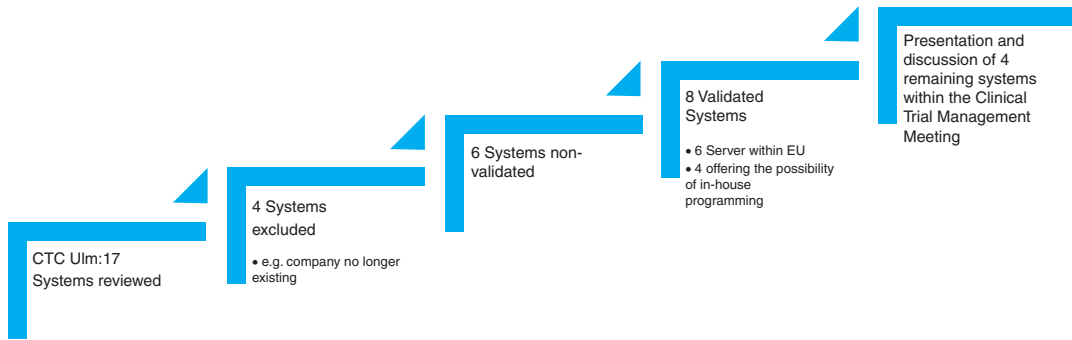 CTC Ulm:17
Systems reviewed
4 Systems
excluded
• e.g. company no longer
existing
6 Systems non-
validated
8 Validated
Systems
• 6 Server within EU
• 4 offering the possibility
of in-house
programming
Presentation and
discussion of 4
remaining systems
within the Clinical
Trial Management
Meeting